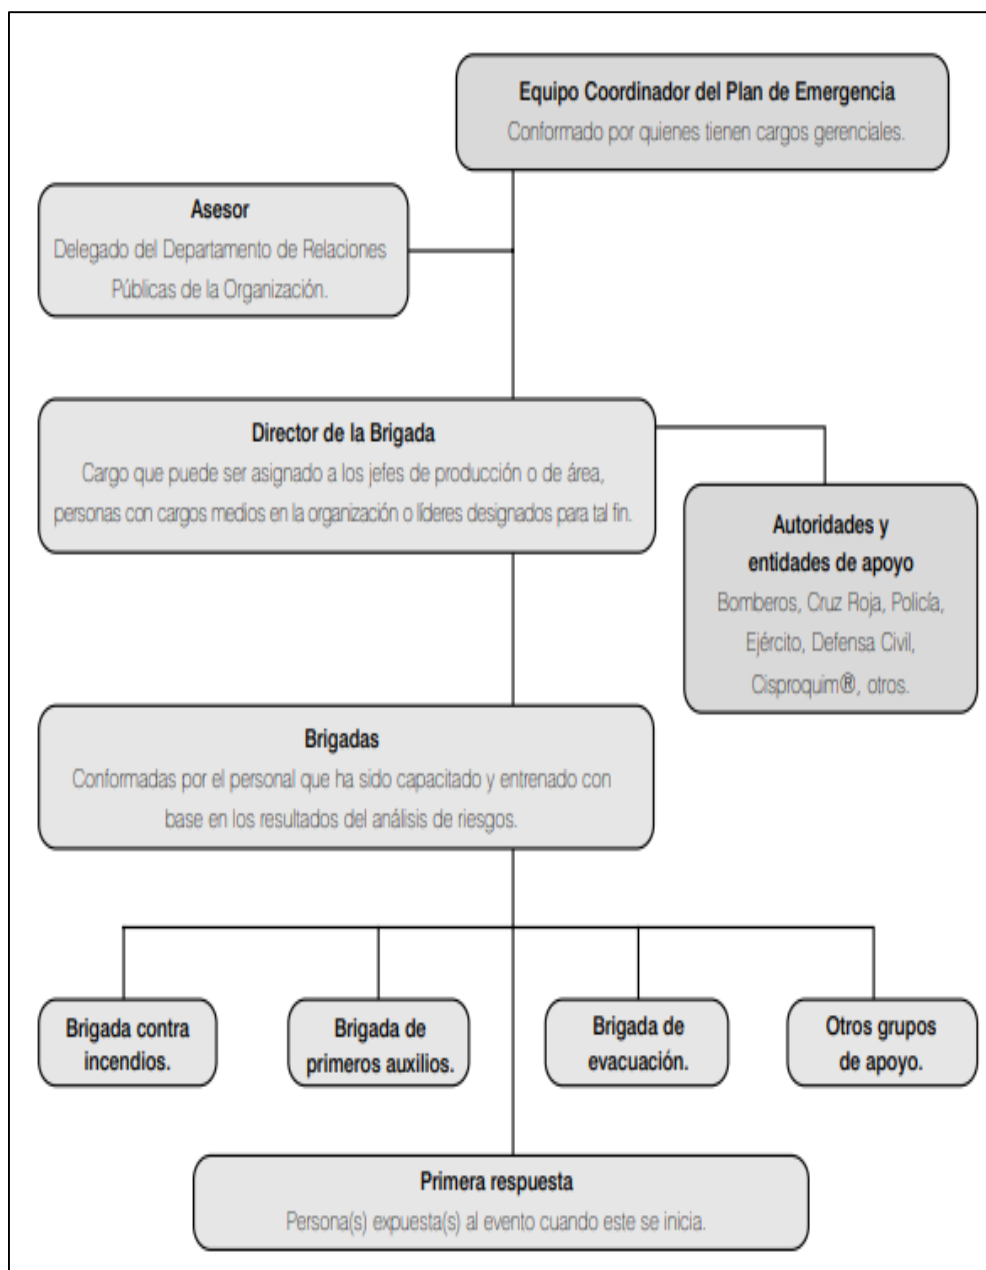 Equipo Coordinador del Plan de Emergencia
Conformado por quienes tienen cargos gerenciales.
Asesor
Delegado del Departamento de Relaciones
Públicas de la Organización.
Director de la Brigada
Cargo que puede ser asignado a los jefes de producción o de área,
personas con cargos medios en la organización o líderes designados para tal fin.
Autoridades y
entidades de apoyo
Bomberos, Cruz Roja, Policía,
Ejército, Defensa Civil,
Cisproquim®, otros.
Brigadas
Conformadas por el personal que ha sido capacitado y entrenado con
base en los resultados del análisis de riesgos.
Brigada contra
incendios.
Brigada de
primeros auxilios.
Brigada de
evacuación.
Otros grupos
de apoyo.
Primera respuesta
Persona(s) expuesta(s) al evento cuando este se inicia.